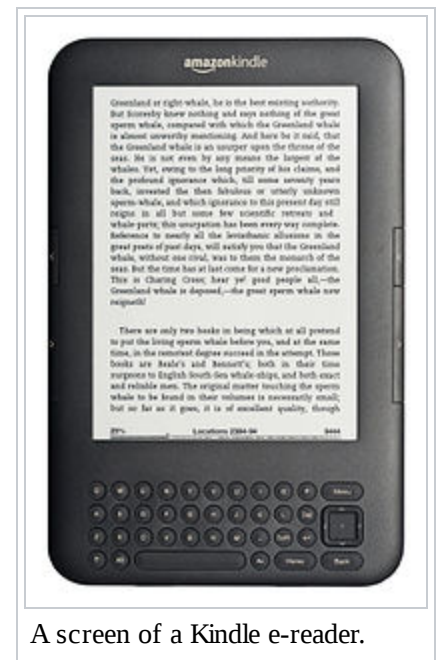 amazonkindle
Greenland or right-whale, he is the best existing authority.
But Scoresby knew nothing and says nothing of the great
sperm whale, compared with which the Greenland whale
is almost unworthy mentioning. And here be it said, that
the Greenland whale is an usurper upon the throne of the
seas. He is not even by any means the largest of the
whales. Yet, owing to the long priority of his claims, and
the profound ignorance which, till some seventy years
back, invested the then fabulous or utterly unknown
sperm-whale, and which ignorance to this present day still
reigns in all but some few scientific retreats and
whale-ports; this usurpation has been every way complete.
Reference to nearly all the leviathanic allusions in the
great poets of past days, will satisfy you that the Greenland
whale, without one rival, was to them the monarch of the
seas. But the time has at last come for a new proclamation.
This is Charing Cross; hear ye! good people all,—the
Greenland whale is deposed,—the great sperm whale now
reigneth!
There are only two books in being which at all pretend
to put the living sperm whale before you, and at the same
time, in the remotest degree succeed in the attempt. Those
books are Beale's and Bennett's; both in their time
surgeons to English South-Sea whale-ships, and both exact
and reliable men. The original matter touching the sperm
whale to be found in their volumes is necessarily small;
but so far as it goes, it is of excellent quality, though
Locations
Menu
Home Back
A screen of a Kindle e-reader.